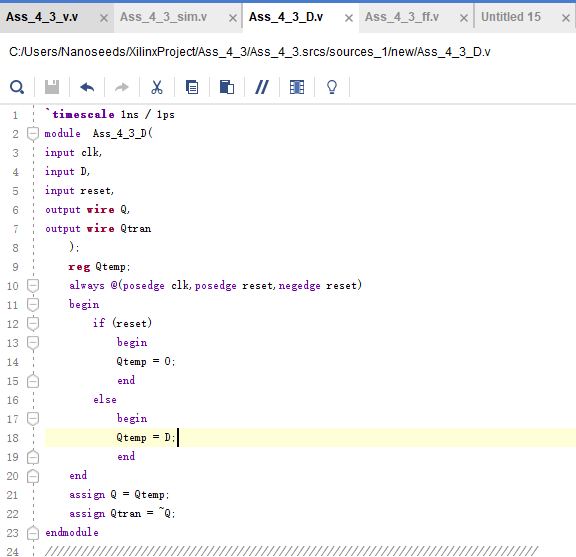 Ass_4_3_v.v × Ass_4_3_sim.v × Ass_4_3_D.v × Ass_4_3_ff.v × Untitled 15 ×
C:/Users/Nanoseeds/XilinxProject/Ass_4_3/Ass_4_3.srcs/sources_1/new/Ass_4_3_D.v
1 `timescale 1ns / 1ps
2 module  Ass_4_3_D(
3 input clk,
4 input D,
5 input reset,
6 output wire Q,
7 output wire Qtran
8     );
9     reg Qtemp;
10     always @(posedge clk,posedge reset,negedge reset)
11     begin
12         if (reset)
13             begin
14             Qtemp = 0;
15             end
16         else
17             begin
18             Qtemp = D;
19             end
20     end
21     assign Q = Qtemp;
22     assign Qtran = ~Q;
23 endmodule
24 //////////////////////////////////////////////////////////////////////////////////